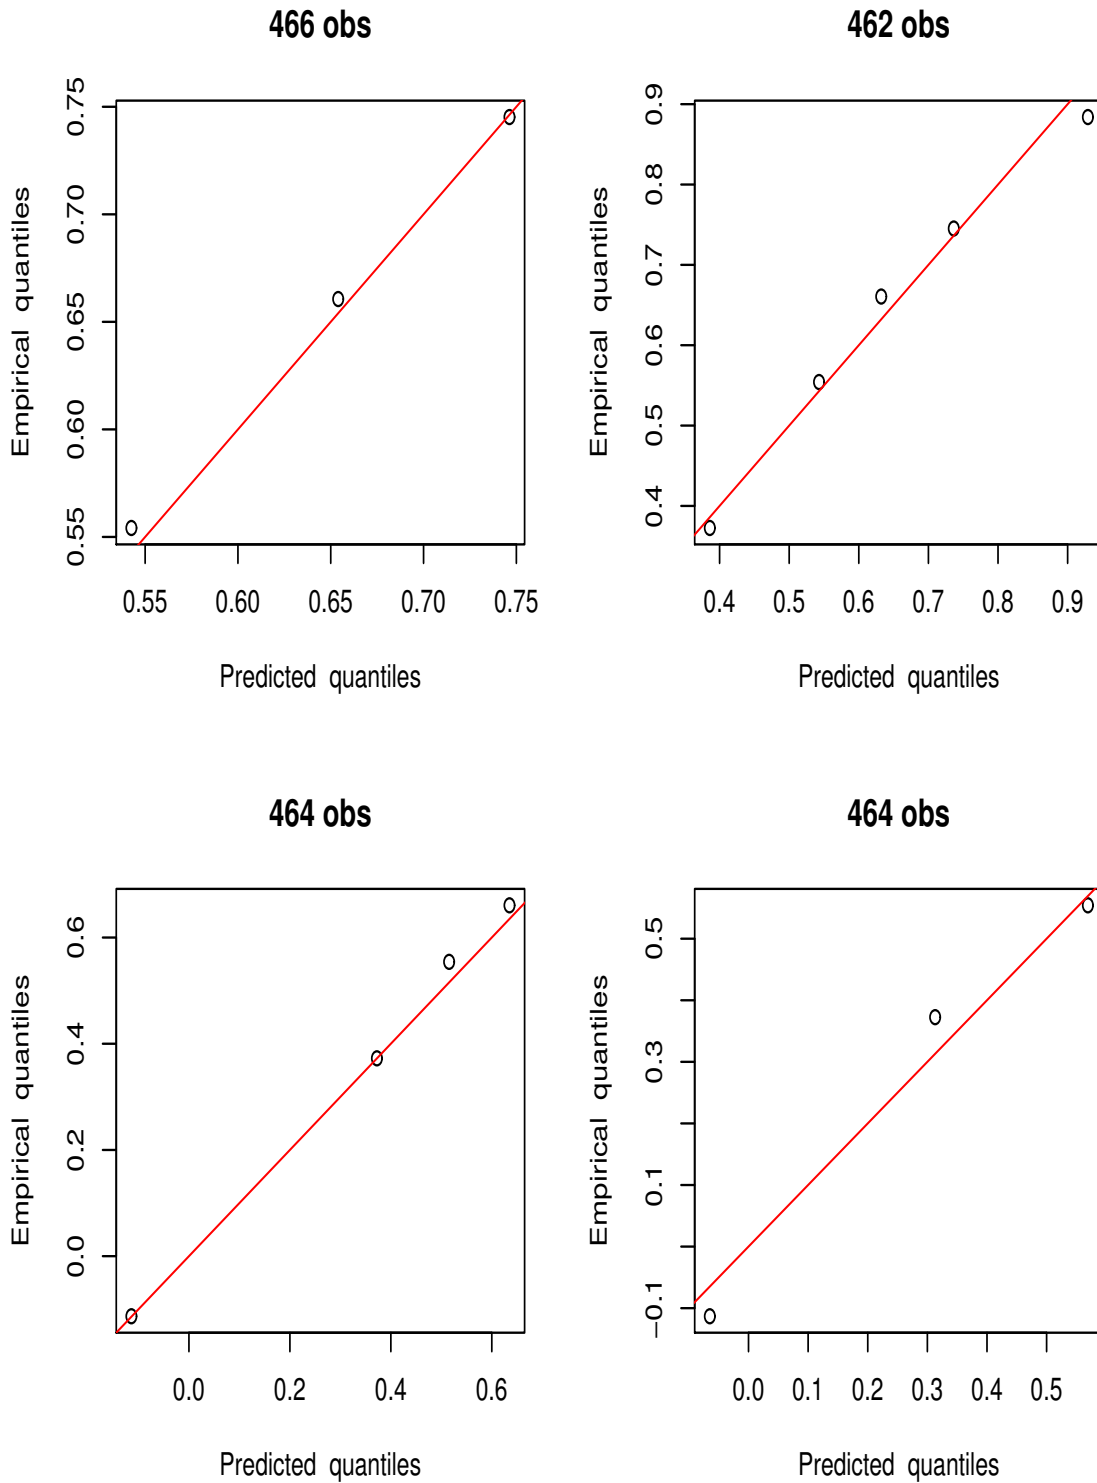 466 obs
Empirical quantiles
0.75
0.70
0.65
0.60
0.55
0.55 0.60 0.65 0.70 0.75
Predicted quantiles
462 obs
Empirical quantiles
0.9
0.8
0.7
0.6
0.5
0.4
0.4 0.5 0.6 0.7 0.8 0.9
Predicted quantiles
464 obs
Empirical quantiles
0.6
0.4
0.2
0.0
0.0 0.2 0.4 0.6
Predicted quantiles
464 obs
Empirical quantiles
0.5
0.3
0.1
−0.1
0.0 0.1 0.2 0.3 0.4 0.5
Predicted quantiles